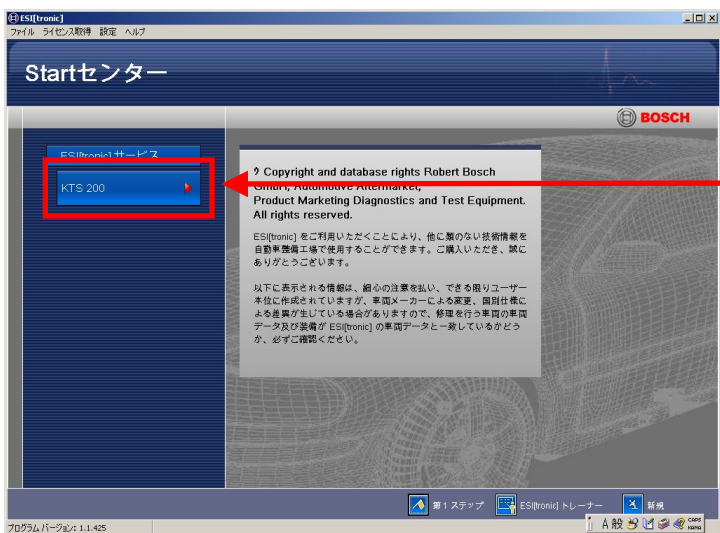 ESI[tronic]
ファイル ライセンス取得 設定 ヘルプ
Startセンター
BOSCH
ESI[tronic] サービス
KTS 200
ｩ Copyright and database rights Robert Bosch
GmbH, Automotive Aftermarket,
Product Marketing Diagnostics and Test Equipment.
All rights reserved.
ESI[tronic] をご利用いただくことにより、他に類のない技術情報を
自動車整備工場で使用することができます。ご購入いただき、誠に
ありがとうございます。
以下に表示される情報は、細心の注意を払い、できる限りユーザー
本位に作成されていますが、車両メーカーによる変更、国別仕様に
よる差異が生じている場合がありますので、修理を行う車両の車両
データ及び装備が ESI[tronic] の車両データと一致しているかどう
か、必ずご確認ください。
第1 ステップ ESI[tronic] トレーナー 新規
プログラム バージョン: 1.1.425
A 般 CAPS
KANA